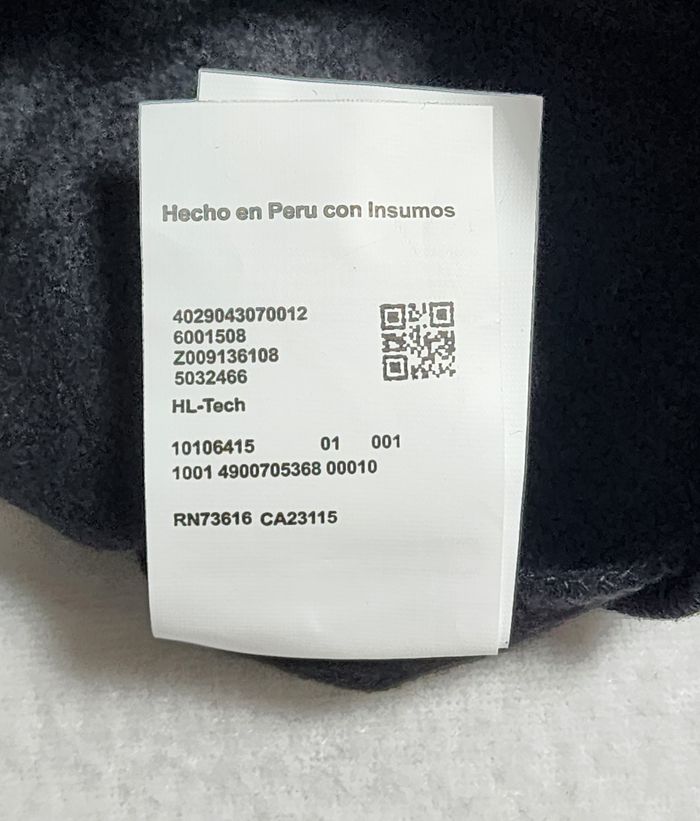 Hecho en Peru con Insumos
4029043070012
6001508
Z009136108
5032466
HL-Tech
10106415 01 001
1001 4900705368 00010
RN73616 CA23115